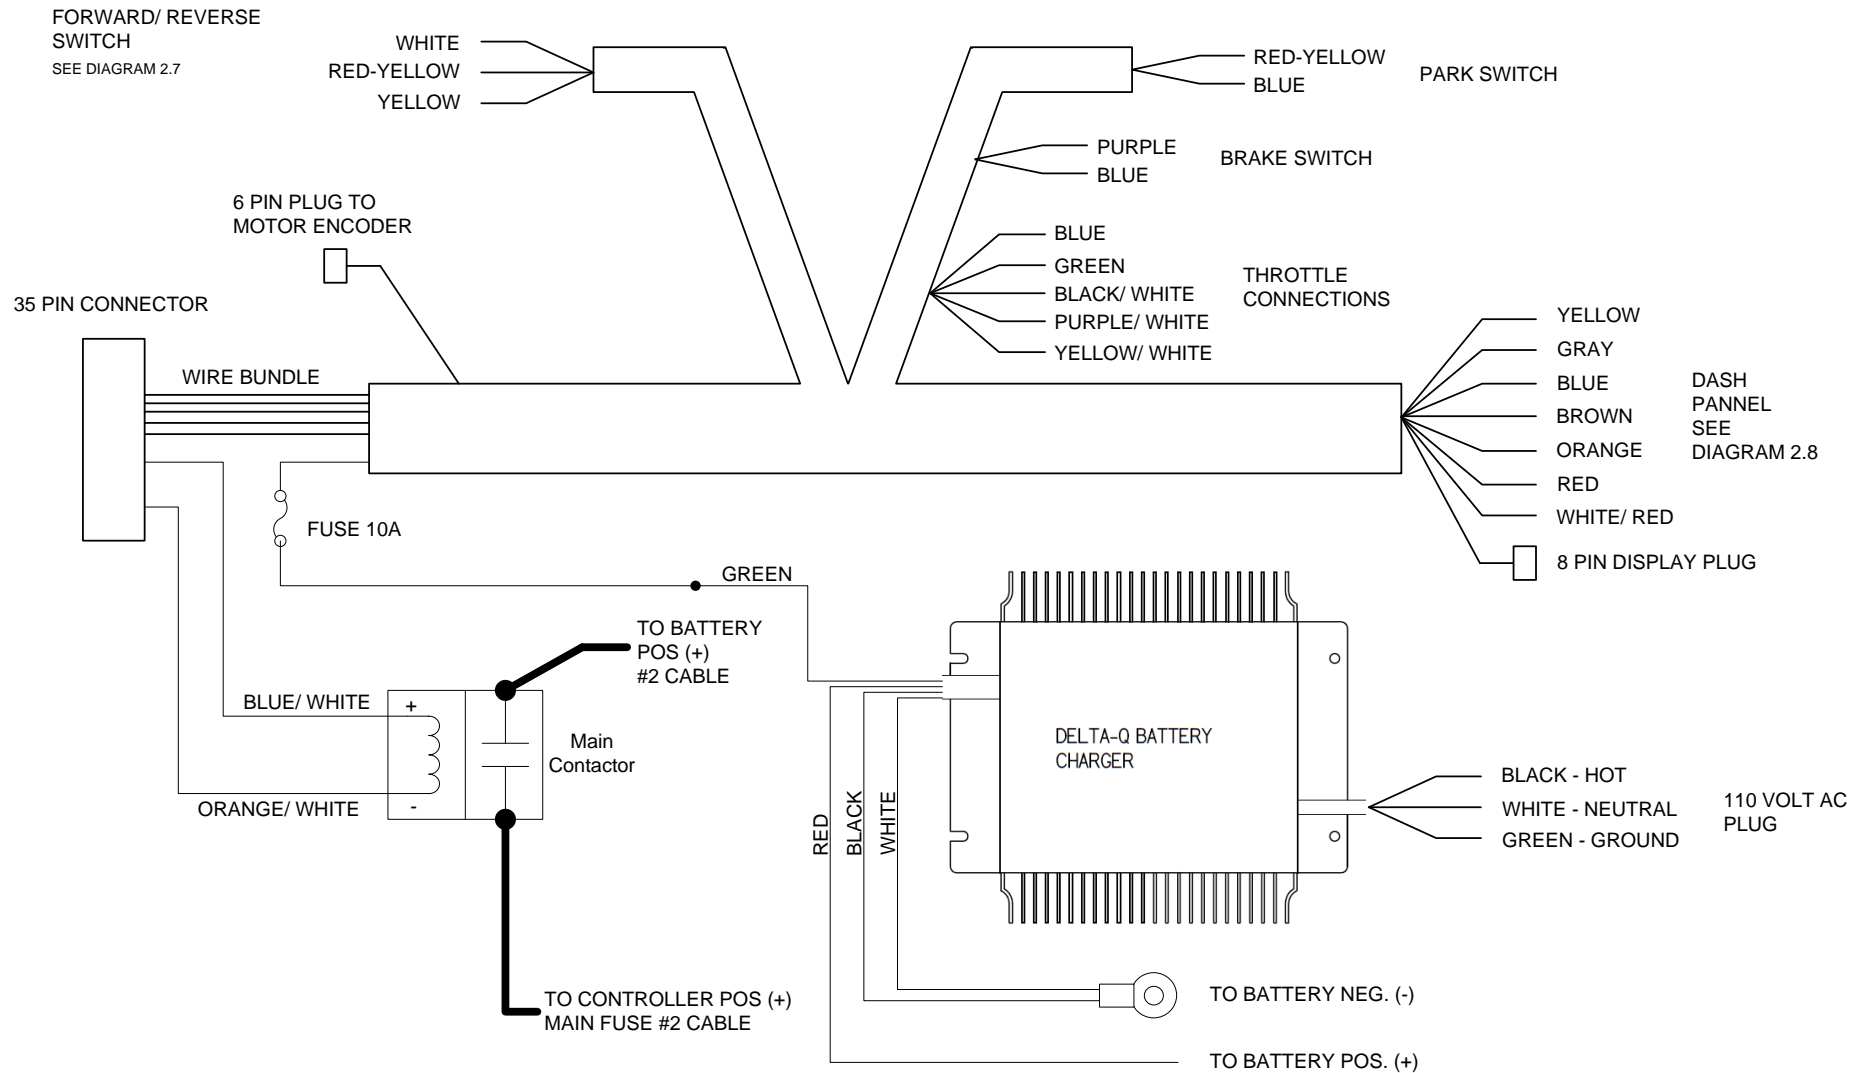 FORWARD/ REVERSE
SWITCH
SEE DIAGRAM 2.7
WHITE
RED-YELLOW
YELLOW
RED-YELLOW
BLUE
PARK SWITCH
PURPLE
BLUE
BRAKE SWITCH
6 PIN PLUG TO
MOTOR ENCODER
BLUE
GREEN
BLACK/ WHITE
PURPLE/ WHITE
YELLOW/ WHITE
THROTTLE
CONNECTIONS
35 PIN CONNECTOR
WIRE BUNDLE
YELLOW
GRAY
BLUE
BROWN
ORANGE
RED
WHITE/ RED
8 PIN DISPLAY PLUG
DASH
PANNEL
SEE
DIAGRAM 2.8
FUSE 10A
GREEN
TO BATTERY
POS (+)
#2 CABLE
BLUE/ WHITE
+
-
ORANGE/ WHITE
Main
Contactor
DELTA-Q BATTERY
CHARGER
RED
BLACK
WHITE
BLACK - HOT
WHITE - NEUTRAL
GREEN - GROUND
110 VOLT AC
PLUG
TO CONTROLLER POS (+)
MAIN FUSE #2 CABLE
TO BATTERY NEG. (-)
TO BATTERY POS. (+)